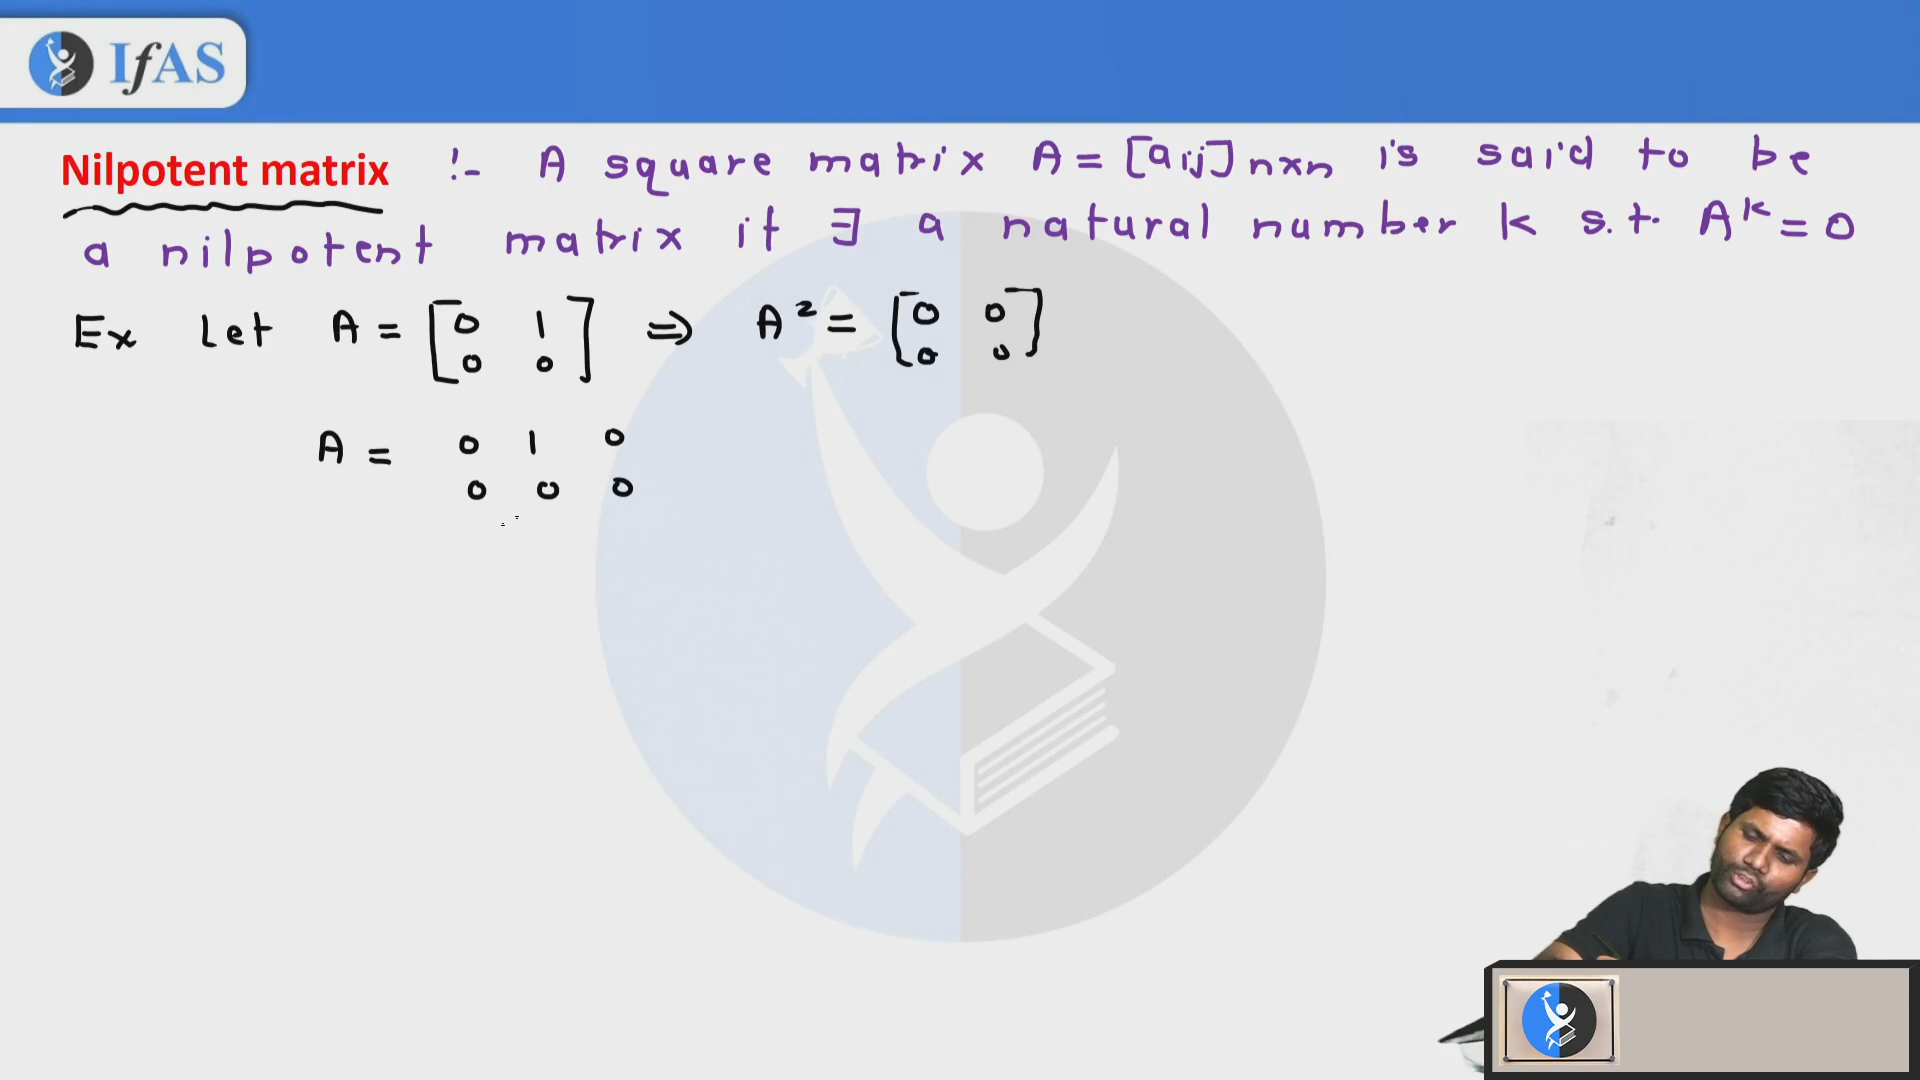 IfAS
Nilpotent matrix :- A square matrix A = [aij]n×n is said to be
a nilpotent matrix if ∃ a natural number k s.t. A^k = 0
Ex Let A = [0 1 ⇒ A² = [0 0
0 0] 0 0]
A = 0 1 0
0 0 0